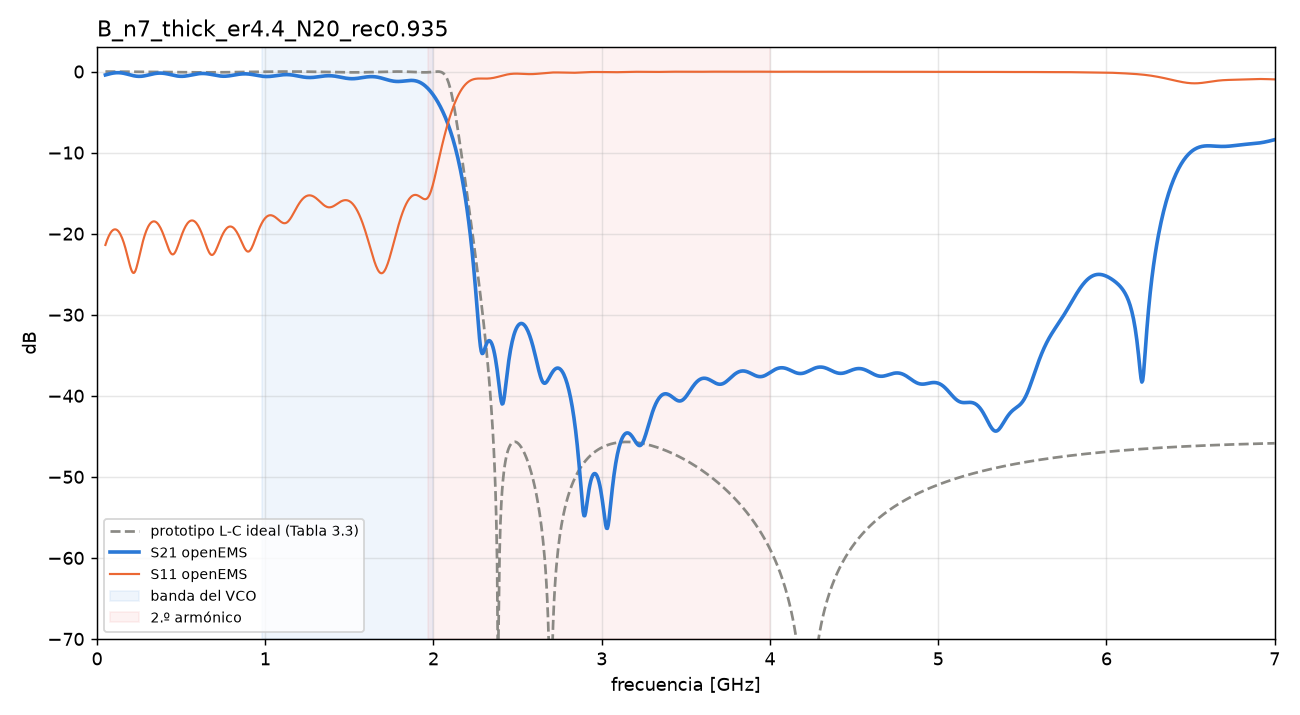 B_n7_thick_er4.4_N20_rec0.935
dB
0
−10
−20
−30
−40
−50
−60
−70
prototipo L-C ideal (Tabla 3.3)
S21 openEMS
S11 openEMS
banda del VCO
2.º armónico
0 1 2 3 4 5 6 7
frecuencia [GHz]